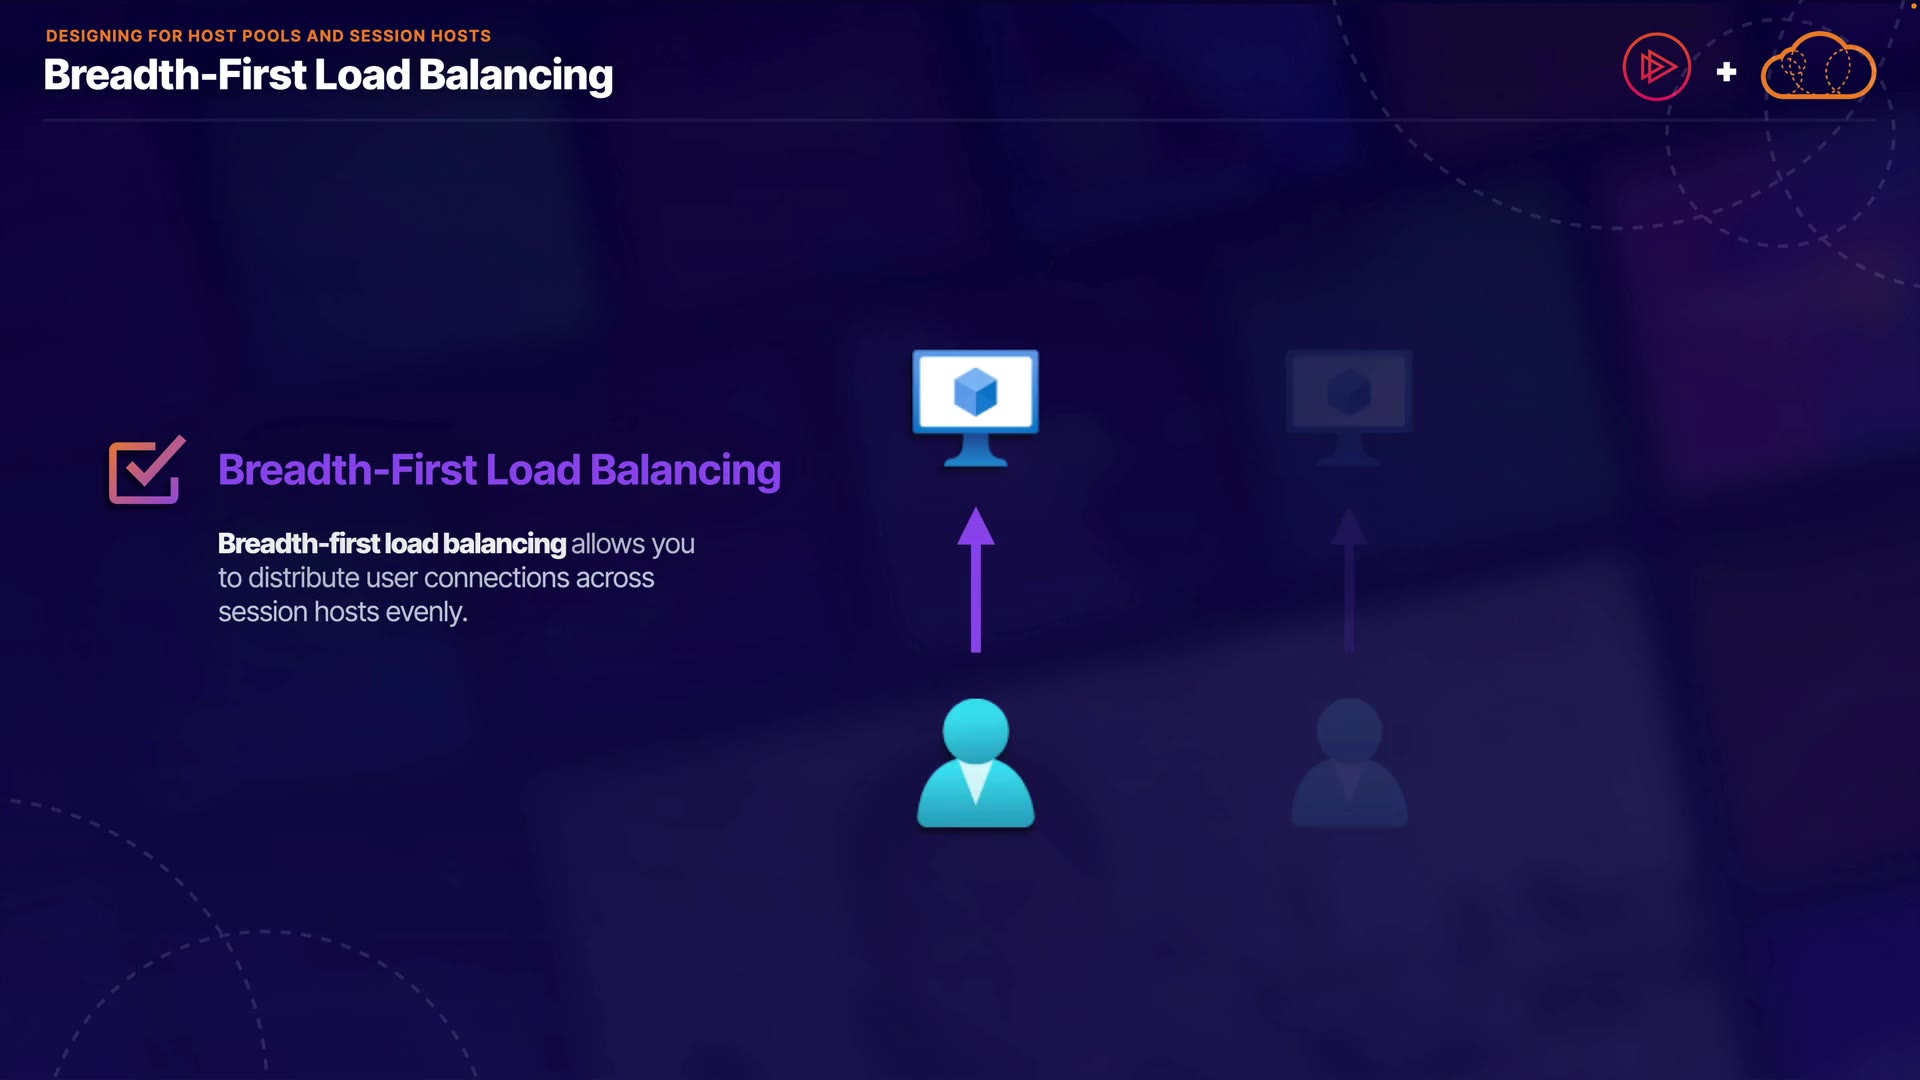 DESIGNING FOR HOST POOLS AND SESSION HOSTS
Breadth-First Load Balancing
Breadth-First Load Balancing
Breadth-first load balancing allows you
to distribute user connections across
session hosts evenly.